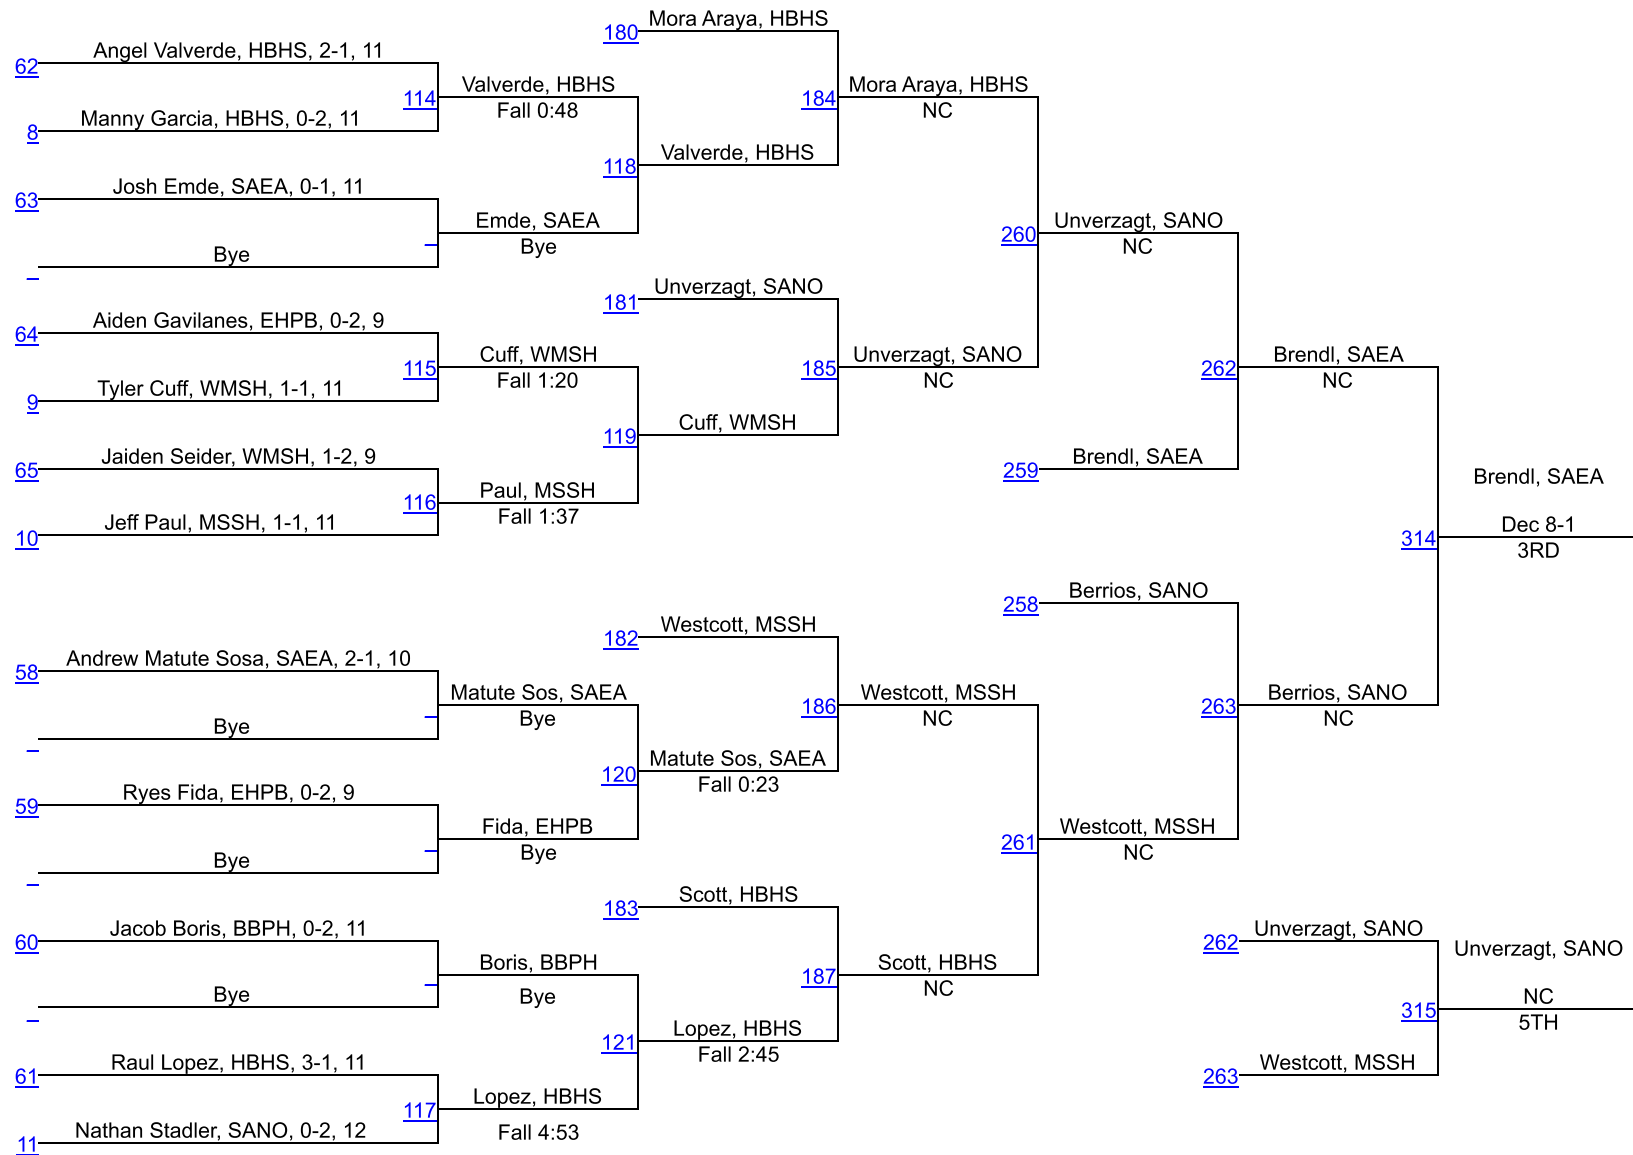 Mora Araya, HBHS
180
Angel Valverde, HBHS, 2-1, 11
62
Valverde, HBHS
114
Fall 0:48
Mora Araya, HBHS
184
NC
Manny Garcia, HBHS, 0-2, 11
8
Valverde, HBHS
118
Josh Emde, SAEA, 0-1, 11
63
Emde, SAEA
Bye
Bye
Unverzagt, SANO
260
NC
Unverzagt, SANO
181
Aiden Gavilanes, EHPB, 0-2, 9
64
Cuff, WMSH
115
Fall 1:20
Unverzagt, SANO
185
NC
Brendl, SAEA
262
NC
Tyler Cuff, WMSH, 1-1, 11
9
Cuff, WMSH
119
Jaiden Seider, WMSH, 1-2, 9
65
Brendl, SAEA
259
Brendl, SAEA
Paul, MSSH
116
Fall 1:37
Jeff Paul, MSSH, 1-1, 11
10
Dec 8-1
314
3RD
Berrios, SANO
258
Westcott, MSSH
182
Andrew Matute Sosa, SAEA, 2-1, 10
58
Matute Sos, SAEA
Bye
Westcott, MSSH
186
NC
Berrios, SANO
263
NC
Bye
Matute Sos, SAEA
120
Fall 0:23
Ryes Fida, EHPB, 0-2, 9
59
Fida, EHPB
Bye
Westcott, MSSH
261
NC
Bye
Scott, HBHS
183
Jacob Boris, BBPH, 0-2, 11
60
Unverzagt, SANO
262
Unverzagt, SANO
Boris, BBPH
Bye
Scott, HBHS
187
NC
Bye
NC
315
5TH
Lopez, HBHS
121
Fall 2:45
Raul Lopez, HBHS, 3-1, 11
61
Westcott, MSSH
263
Lopez, HBHS
117
Fall 4:53
Nathan Stadler, SANO, 0-2, 12
11